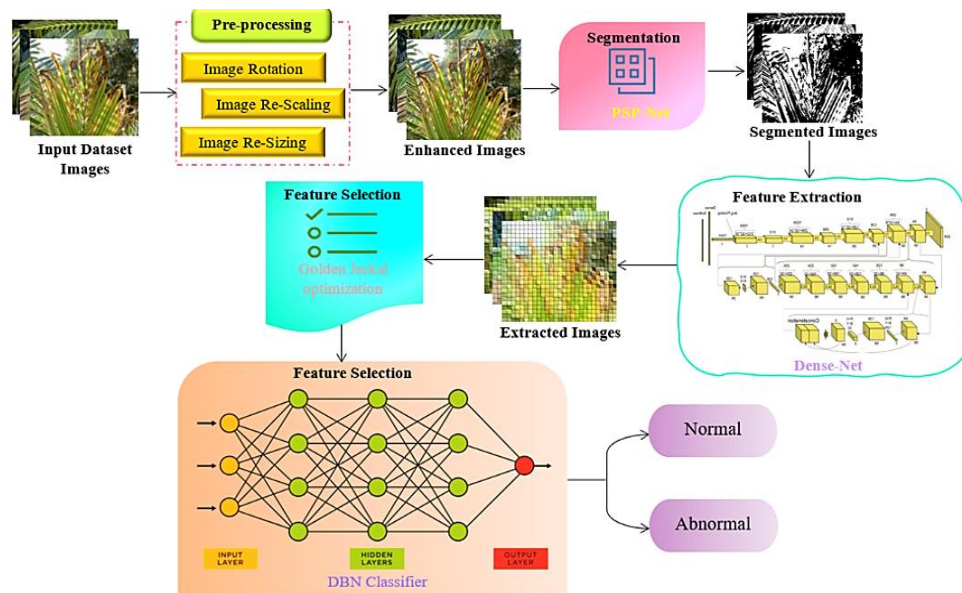 Pre-processing
Image Rotation
Image Re-Scaling
Image Re-Sizing
Input Dataset
Images
Enhanced Images
Segmentation
PSP-Net
Segmented Images
Feature Extraction
Dense-Net
Extracted Images
Feature Selection
Golden Jackal
optimization
Feature Selection
INPUT
LAYER
HIDDEN
LAYERS
OUTPUT
LAYER
DBN Classifier
Normal
Abnormal